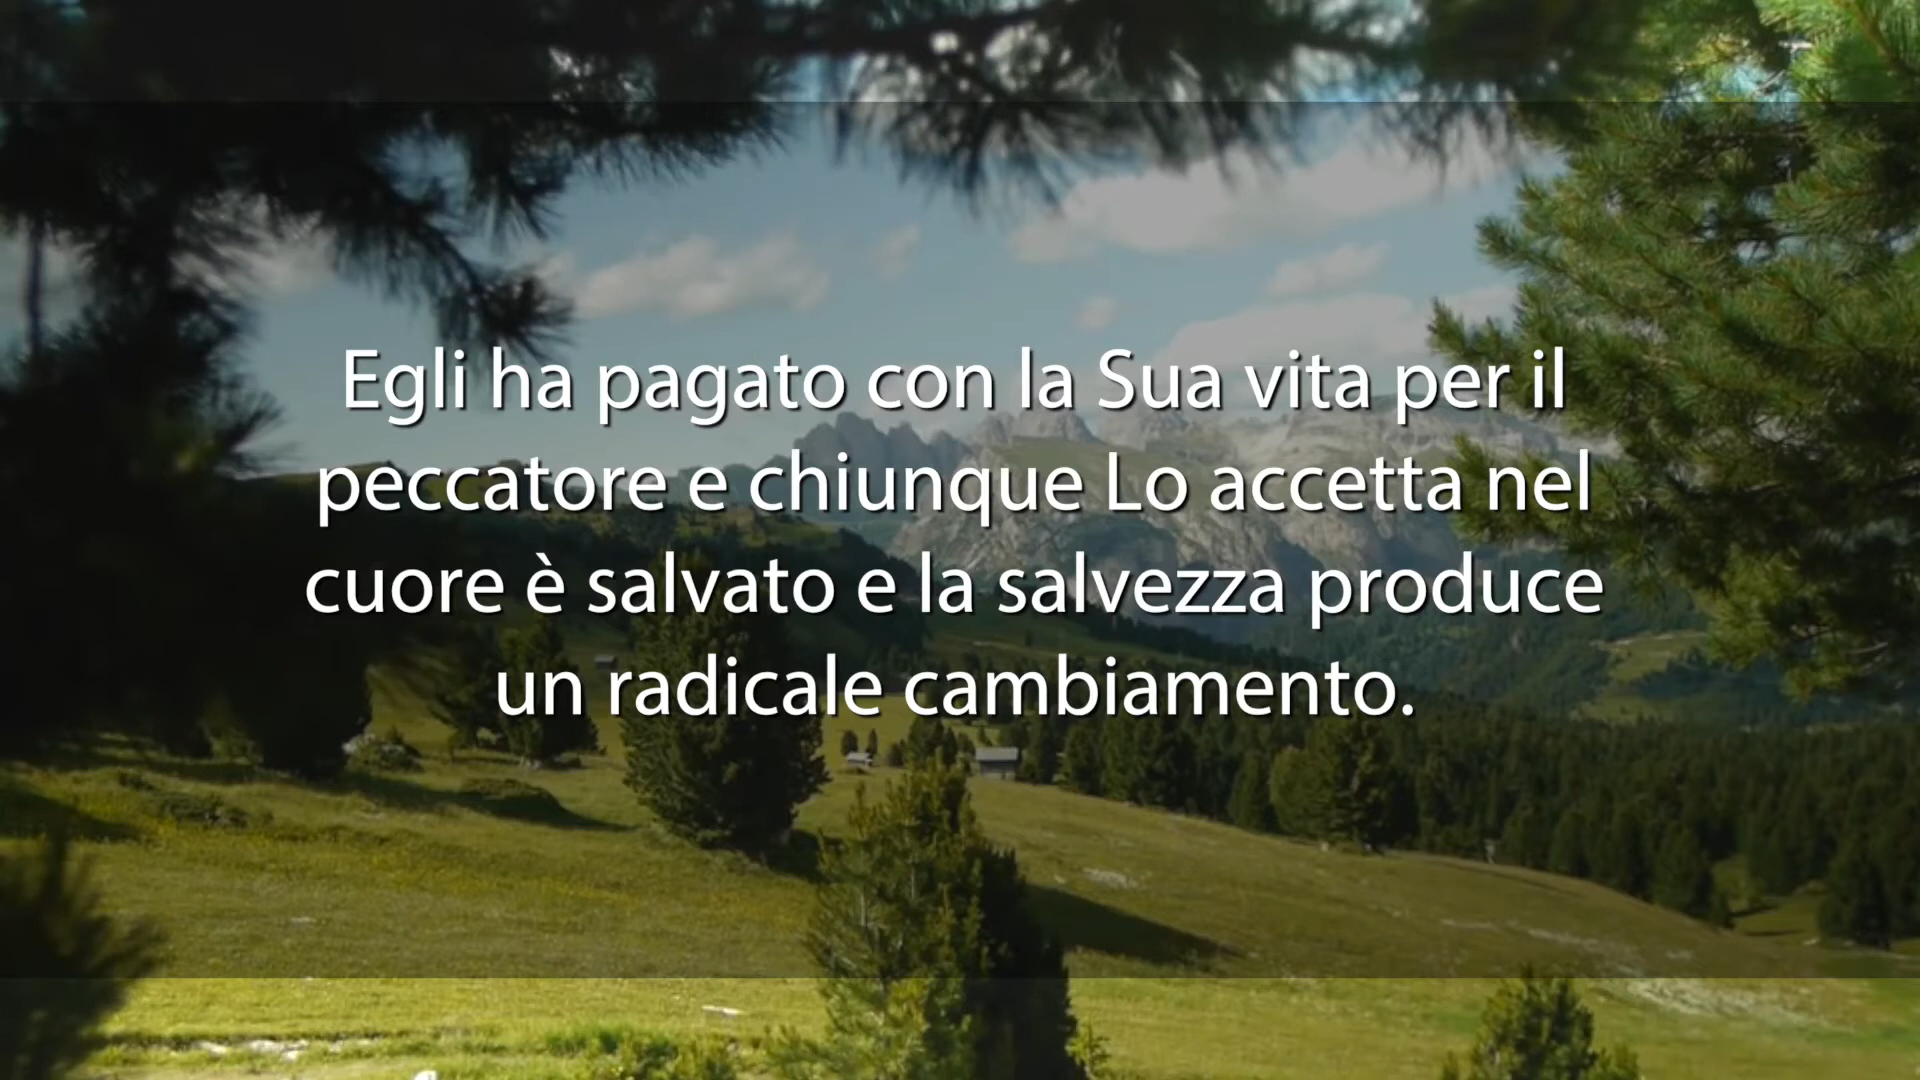 Egli ha pagato con la Sua vita per il
peccatore e chiunque Lo accetta nel
cuore è salvato e la salvezza produce
un radicale cambiamento.